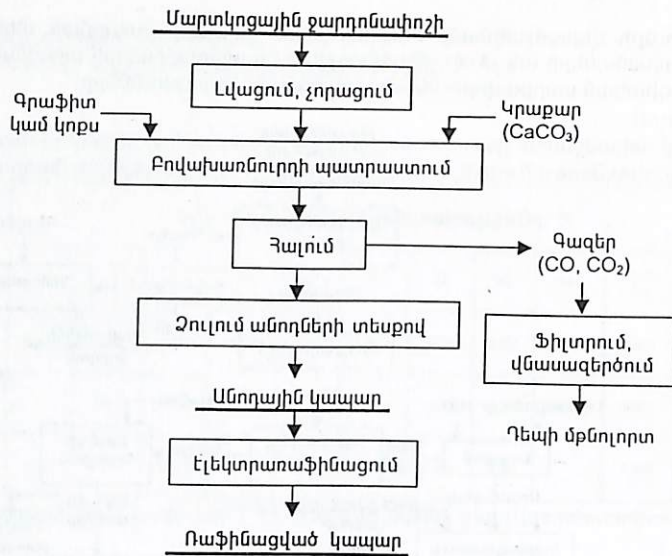 Մարտկոցային ջարդոնափոշի
Լվացում, չորացում
Գրաֆիտ
կամ կոքս
Կրաքար
(CaCO₃)
Բովախառնուրդի պատրաստում
Հալում
Գազեր
(CO, CO₂)
Ձուլում անոդների տեսքով
Ֆիլտրում,
վնասազերծում
Անոդային կապար
Դեպի մթնոլորտ
Էլեկտրառաֆինացում
Ռաֆինացված կապար